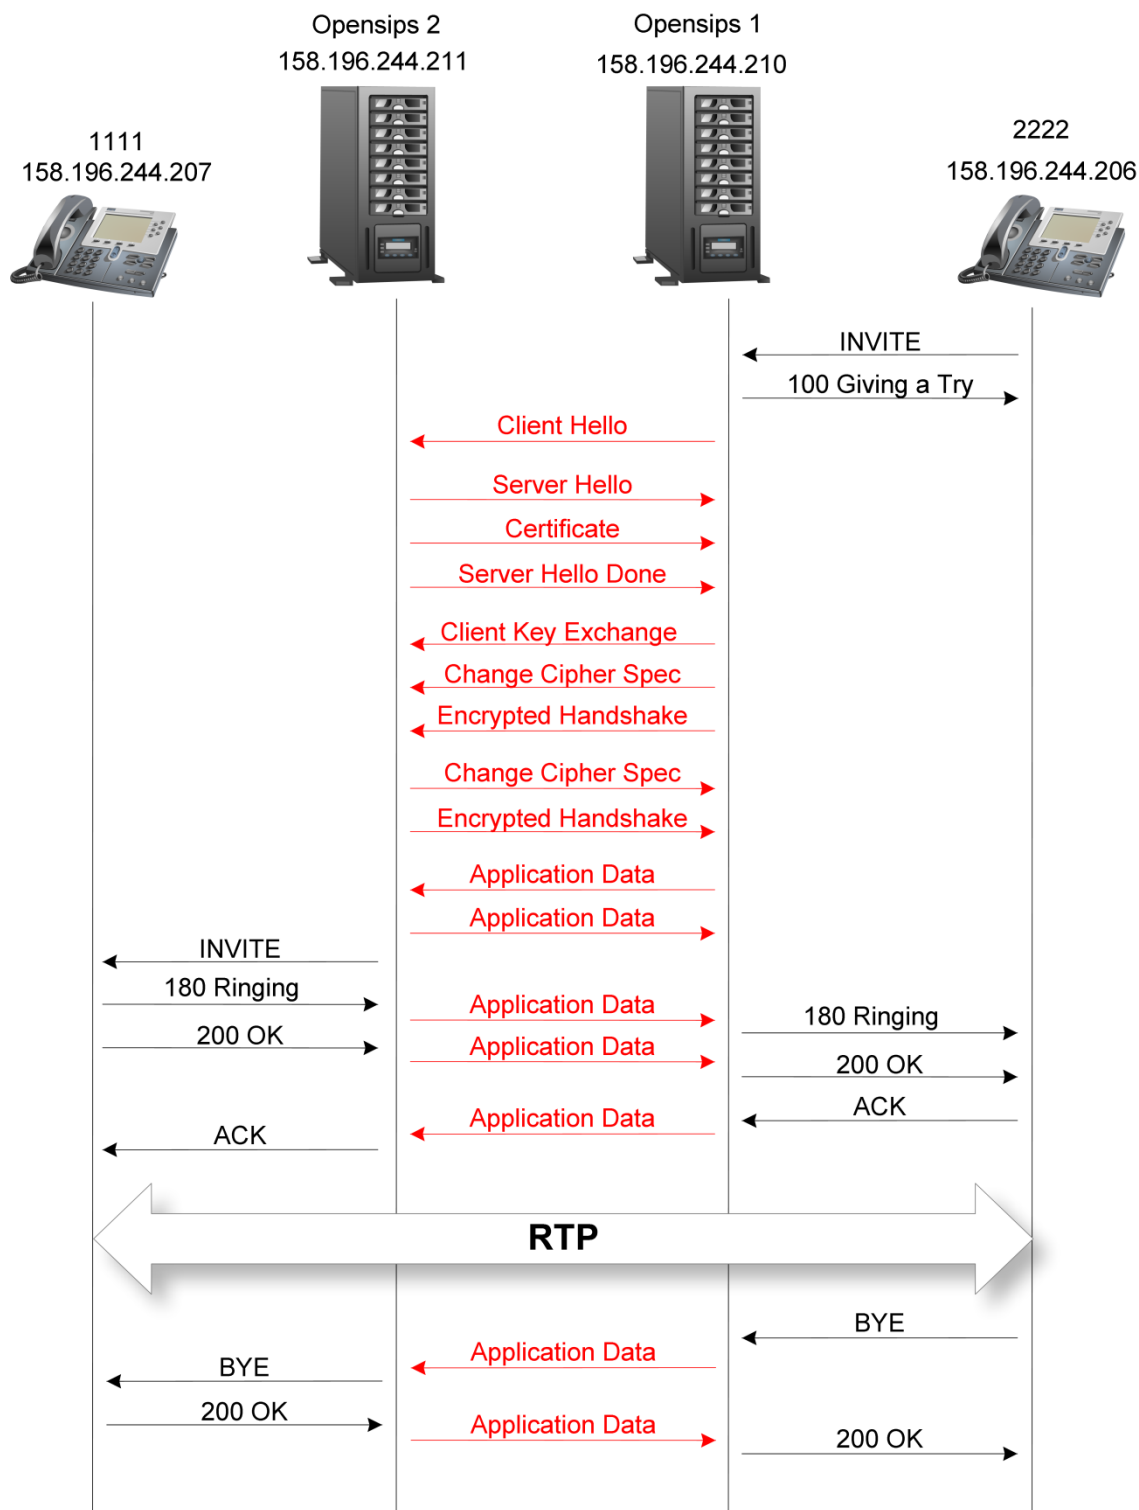 Opensips 2
158.196.244.211
Opensips 1
158.196.244.210
1111
158.196.244.207
2222
158.196.244.206
INVITE
100 Giving a Try
Client Hello
Server Hello
Certificate
Server Hello Done
Client Key Exchange
Change Cipher Spec
Encrypted Handshake
Change Cipher Spec
Encrypted Handshake
Application Data
Application Data
INVITE
180 Ringing
Application Data
180 Ringing
200 OK
Application Data
200 OK
ACK
Application Data
ACK
RTP
BYE
Application Data
BYE
200 OK
Application Data
200 OK